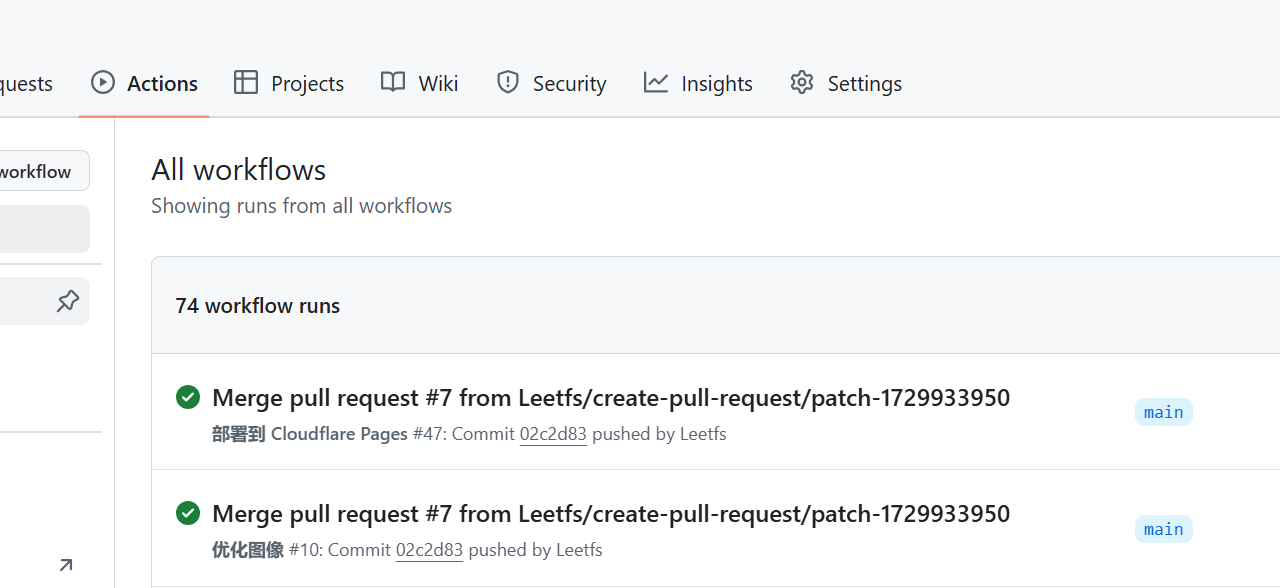 quests Actions Projects Wiki Security Insights Settings
workflow
All workflows
Showing runs from all workflows
74 workflow runs
Merge pull request #7 from Leetfs/create-pull-request/patch-1729933950
main
部署到 Cloudflare Pages #47: Commit 02c2d83 pushed by Leetfs
Merge pull request #7 from Leetfs/create-pull-request/patch-1729933950
main
优化图像 #10: Commit 02c2d83 pushed by Leetfs